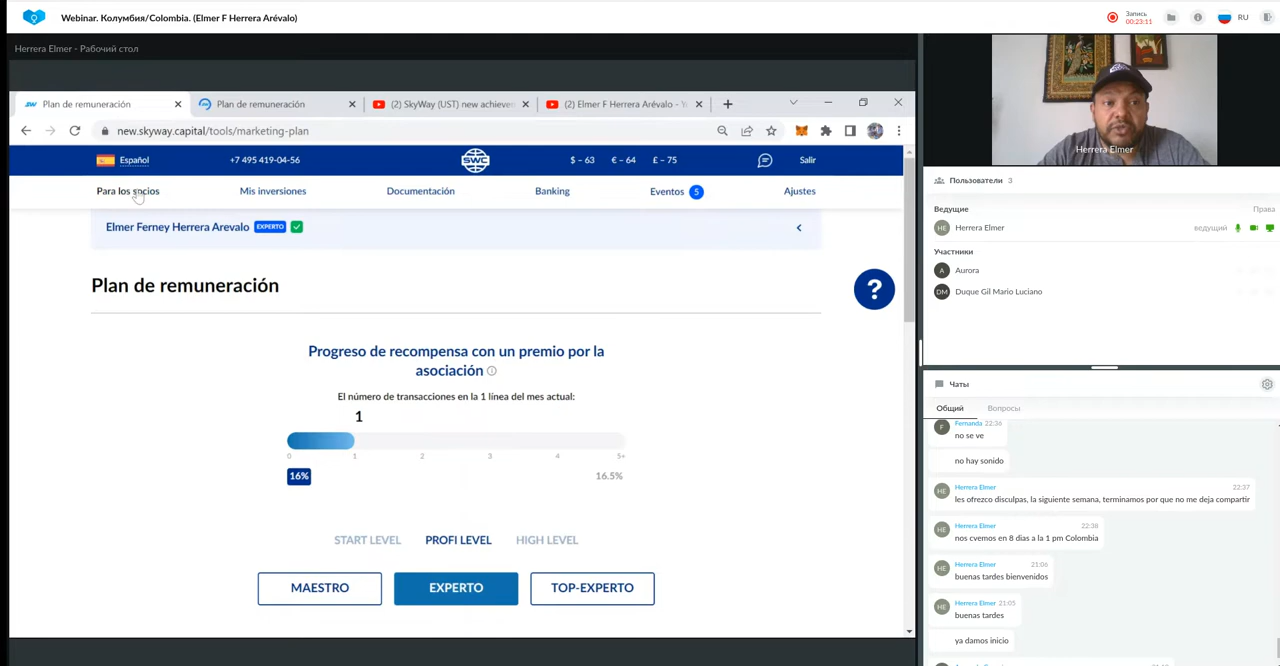 Webinar. Колумбия/Colombia. (Elmer F Herrera Arévalo)
Запись
00:23:11
RU
Herrera Elmer - Рабочий стол
Plan de remuneración
Plan de remuneración
(2) SkyWay (UST) new achieven
(2) Elmer F Herrera Arévalo - Y
new.skyway.capital/tools/marketing-plan
Español
+7 495 419-04-56
SWC
$ – 63
€ – 64
£ – 75
Salir
Para los socios
Mis inversiones
Documentación
Banking
Eventos 5
Ajustes
Elmer Ferney Herrera Arevalo EXPERTO
Plan de remuneración
?
Progreso de recompensa con un premio por la
asociación
El número de transacciones en la 1 línea del mes actual:
1
0 1 2 3 4 5+
16%
16.5%
START LEVEL
PROFI LEVEL
HIGH LEVEL
MAESTRO
EXPERTO
TOP-EXPERTO
Herrera Elmer
Пользователи 3
Ведущие
Права
HE Herrera Elmer
ведущий
Участники
A Aurora
DM Duque Gil Mario Luciano
Чаты
Общий
Вопросы
F Fernanda 22:36
no se ve
no hay sonido
HE Herrera Elmer 22:37
les ofrezco disculpas, la siguiente semana, terminamos por que no me deja compartir
HE Herrera Elmer 22:38
nos cvemos en 8 dias a la 1 pm Colombia
HE Herrera Elmer 21:06
buenas tardes bienvenidos
HE Herrera Elmer 21:05
buenas tardes
ya damos inicio